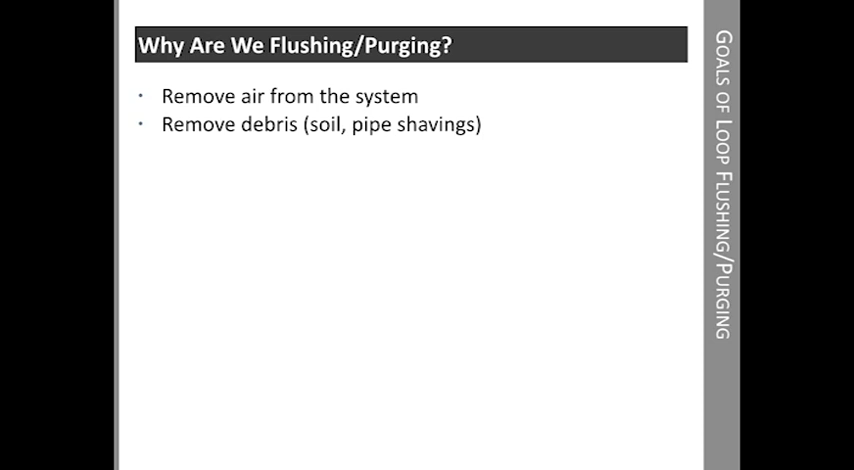 Why Are We Flushing/Purging?
· Remove air from the system
· Remove debris (soil, pipe shavings)
GOALS OF LOOP FLUSHING/PURGING